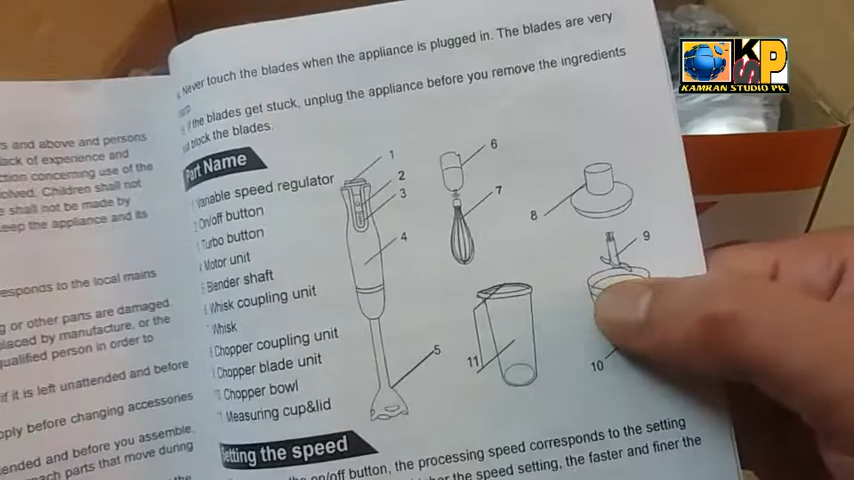 s and above and persons
lack of experience and
ction concerning use of the
olved. Children shall not
e shall not be made by
eep the appliance and its
esponds to the local mains
g or other parts are damaged.
placed by manufacture, or the
qualified person in order to
if it is left unattended and before
pply before changing accessories
ended and before you assemble,
ach parts that move during
Never touch the blades when the appliance is plugged in. The blades are very
If the blades get stuck, unplug the appliance before you remove the ingredients
block the blades.
Part Name
Variable speed regulator
On/off button
Turbo button
Motor unit
Blender shaft
Whisk coupling unit
Whisk
Chopper coupling unit
Chopper blade unit
Chopper bowl
Measuring cup&lid
1
2
3
4
5
6
7
8
9
10
11
Setting the speed
the on/off button, the processing speed corresponds to the setting
the speed setting, the faster and finer the
KSP
KAMRAN STUDIO PK